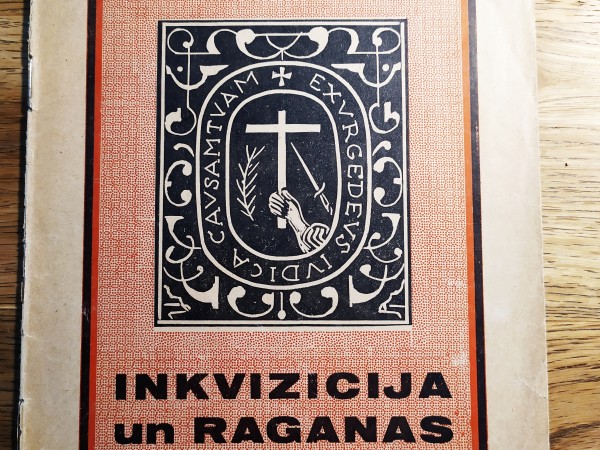 ✠ EXVRGEDEVS IVDICA CAVSAMTVAM
INKVIZICIJA
un RAGANAS